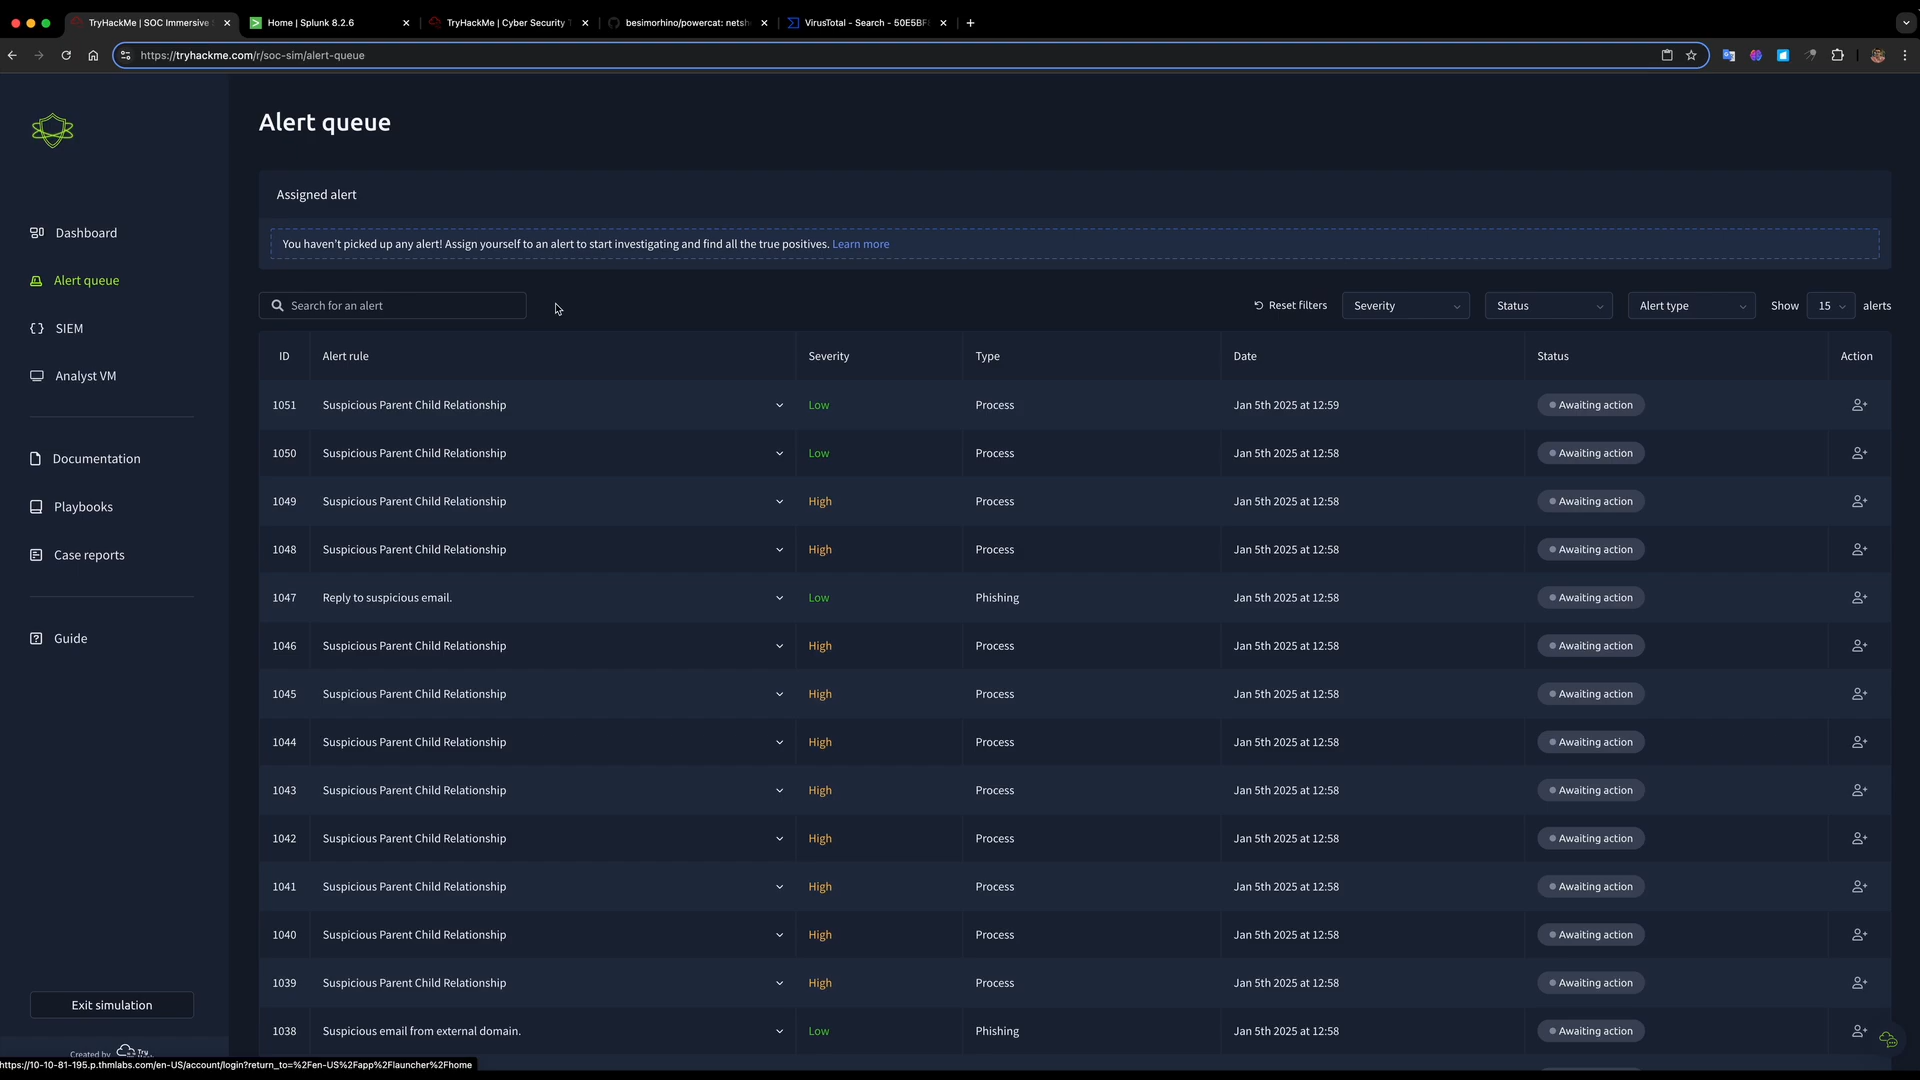 TryHackMe | SOC Immersive
Home | Splunk 8.2.6
TryHackMe | Cyber Security T
besimorhino/powercat: netsh
VirusTotal - Search - 50E5BF
https://tryhackme.com/r/soc-sim/alert-queue
Alert queue
Assigned alert
You haven't picked up any alert! Assign yourself to an alert to start investigating and find all the true positives. Learn more
Dashboard
Alert queue
SIEM
Analyst VM
Documentation
Playbooks
Case reports
Guide
Exit simulation
Created by Try
Search for an alert
Reset filters Severity Status Alert type Show 15 alerts
ID Alert rule Severity Type Date Status Action
1051 Suspicious Parent Child Relationship Low Process Jan 5th 2025 at 12:59 Awaiting action
1050 Suspicious Parent Child Relationship Low Process Jan 5th 2025 at 12:58 Awaiting action
1049 Suspicious Parent Child Relationship High Process Jan 5th 2025 at 12:58 Awaiting action
1048 Suspicious Parent Child Relationship High Process Jan 5th 2025 at 12:58 Awaiting action
1047 Reply to suspicious email. Low Phishing Jan 5th 2025 at 12:58 Awaiting action
1046 Suspicious Parent Child Relationship High Process Jan 5th 2025 at 12:58 Awaiting action
1045 Suspicious Parent Child Relationship High Process Jan 5th 2025 at 12:58 Awaiting action
1044 Suspicious Parent Child Relationship High Process Jan 5th 2025 at 12:58 Awaiting action
1043 Suspicious Parent Child Relationship High Process Jan 5th 2025 at 12:58 Awaiting action
1042 Suspicious Parent Child Relationship High Process Jan 5th 2025 at 12:58 Awaiting action
1041 Suspicious Parent Child Relationship High Process Jan 5th 2025 at 12:58 Awaiting action
1040 Suspicious Parent Child Relationship High Process Jan 5th 2025 at 12:58 Awaiting action
1039 Suspicious Parent Child Relationship High Process Jan 5th 2025 at 12:58 Awaiting action
1038 Suspicious email from external domain. Low Phishing Jan 5th 2025 at 12:58 Awaiting action
https://10-10-81-195.p.thmlabs.com/en-US/account/login?return_to=%2Fen-US%2Fapp%2Flauncher%2Fhome